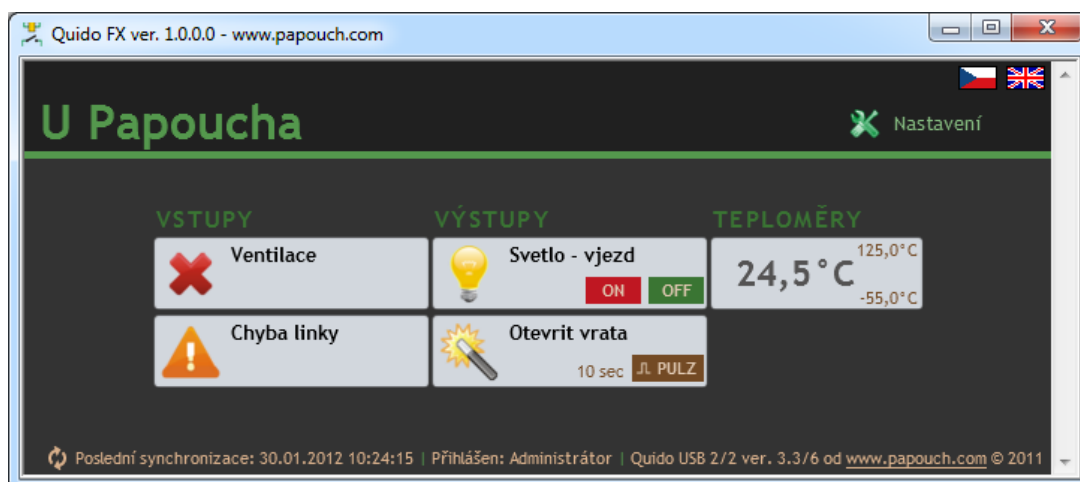 Quido FX ver. 1.0.0.0 - www.papouch.com
U Papoucha
Nastavení
VSTUPY
VÝSTUPY
TEPLOMĚRY
Ventilace
Svetlo - vjezd
ON OFF
24,5°C
125,0°C
-55,0°C
Chyba linky
Otevrit vrata
10 sec PULZ
Poslední synchronizace: 30.01.2012 10:24:15 | Přihlášen: Administrátor | Quido USB 2/2 ver. 3.3/6 od www.papouch.com © 2011